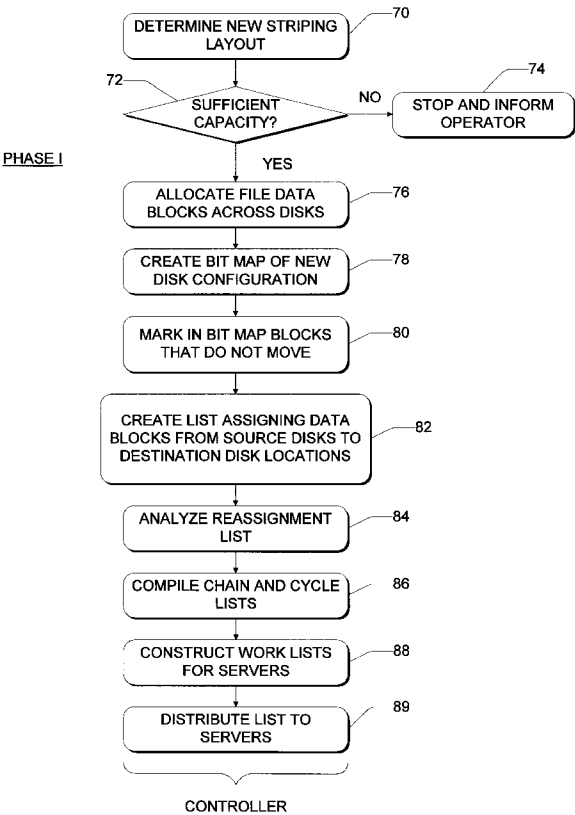 DETERMINE NEW STRIPING
LAYOUT
70
72
SUFFICIENT
CAPACITY?
NO
74
STOP AND INFORM
OPERATOR
PHASE I
YES
ALLOCATE FILE DATA
BLOCKS ACROSS DISKS
76
CREATE BIT MAP OF NEW
DISK CONFIGURATION
78
MARK IN BIT MAP BLOCKS
THAT DO NOT MOVE
80
CREATE LIST ASSIGNING DATA
BLOCKS FROM SOURCE DISKS TO
DESTINATION DISK LOCATIONS
82
ANALYZE REASSIGNMENT
LIST
84
COMPILE CHAIN AND CYCLE
LISTS
86
CONSTRUCT WORK LISTS
FOR SERVERS
88
DISTRIBUTE LIST TO
SERVERS
89
CONTROLLER